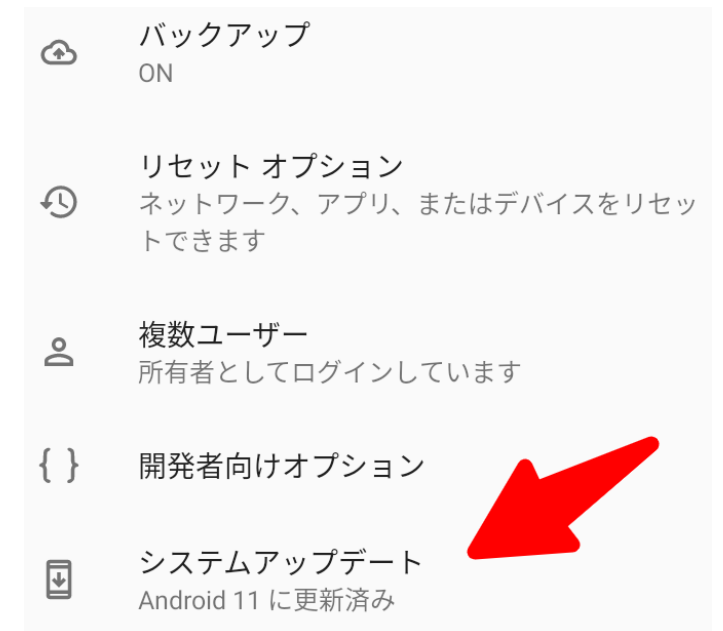 バックアップ
ON
リセット オプション
ネットワーク、アプリ、またはデバイスをリセッ
トできます
複数ユーザー
所有者としてログインしています
開発者向けオプション
システムアップデート
Android 11 に更新済み